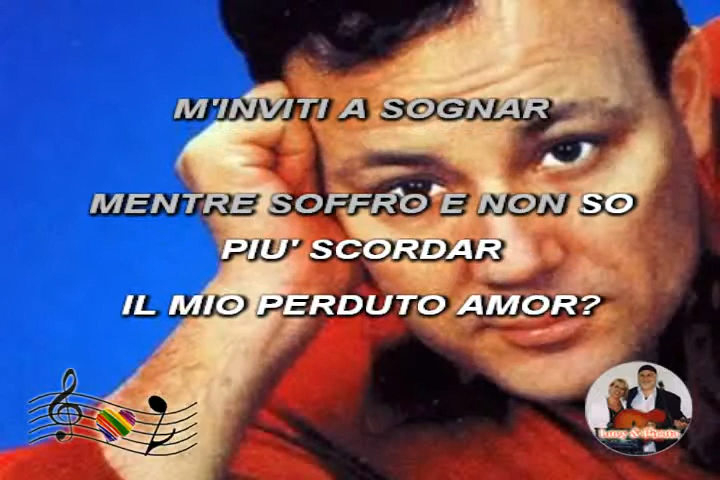 M'INVITI A SOGNAR
MENTRE SOFFRO E NON SO
PIU' SCORDAR
IL MIO PERDUTO AMOR?